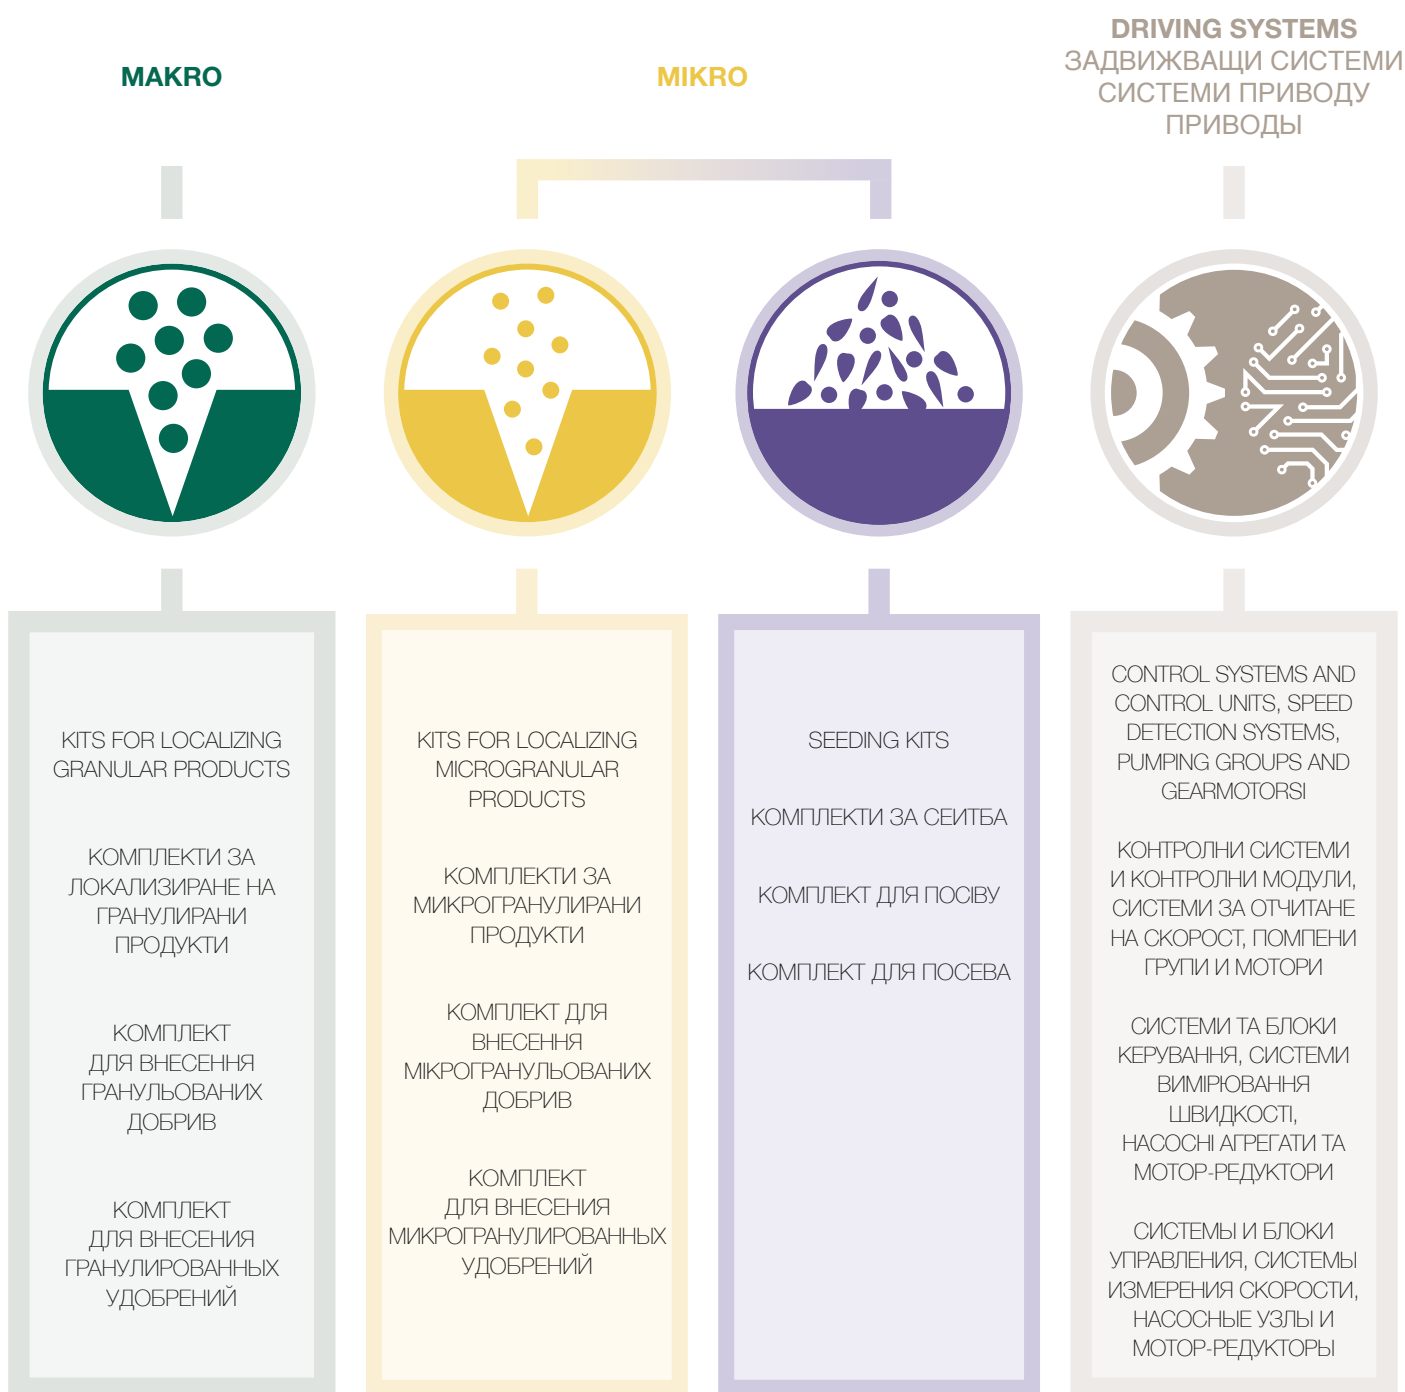 MAKRO
MIKRO
DRIVING SYSTEMS
ЗАДВИЖВАЩИ СИСТЕМИ
СИСТЕМИ ПРИВОДУ
ПРИВОДЫ
KITS FOR LOCALIZING
GRANULAR PRODUCTS
КОМПЛЕКТИ ЗА
ЛОКАЛИЗИРАНЕ НА
ГРАНУЛИРАНИ
ПРОДУКТИ
КОМПЛЕКТ
ДЛЯ ВНЕСЕННЯ
ГРАНУЛЬОВАНИХ
ДОБРИВ
КОМПЛЕКТ
ДЛЯ ВНЕСЕНИЯ
ГРАНУЛИРОВАННЫХ
УДОБРЕНИЙ
KITS FOR LOCALIZING
MICROGRANULAR
PRODUCTS
КОМПЛЕКТИ ЗА
МИКРОГРАНУЛИРАНИ
ПРОДУКТИ
КОМПЛЕКТ ДЛЯ
ВНЕСЕННЯ
МІКРОГРАНУЛЬОВАНИХ
ДОБРИВ
КОМПЛЕКТ
ДЛЯ ВНЕСЕНИЯ
МИКРОГРАНУЛИРОВАННЫХ
УДОБРЕНИЙ
SEEDING KITS
КОМПЛЕКТИ ЗА СЕИТБА
КОМПЛЕКТ ДЛЯ ПОСІВУ
КОМПЛЕКТ ДЛЯ ПОСЕВА
CONTROL SYSTEMS AND
CONTROL UNITS, SPEED
DETECTION SYSTEMS,
PUMPING GROUPS AND
GEARMOTORSI
КОНТРОЛНИ СИСТЕМИ
И КОНТРОЛНИ МОДУЛИ,
СИСТЕМИ ЗА ОТЧИТАНЕ
НА СКОРОСТ, ПОМПЕНИ
ГРУПИ И МОТОРИ
СИСТЕМИ ТА БЛОКИ
КЕРУВАННЯ, СИСТЕМИ
ВИМІРЮВАННЯ
ШВИДКОСТІ,
НАСОСНІ АГРЕГАТИ ТА
МОТОР-РЕДУКТОРИ
СИСТЕМЫ И БЛОКИ
УПРАВЛЕНИЯ, СИСТЕМЫ
ИЗМЕРЕНИЯ СКОРОСТИ,
НАСОСНЫЕ УЗЛЫ И
МОТОР-РЕДУКТОРЫ